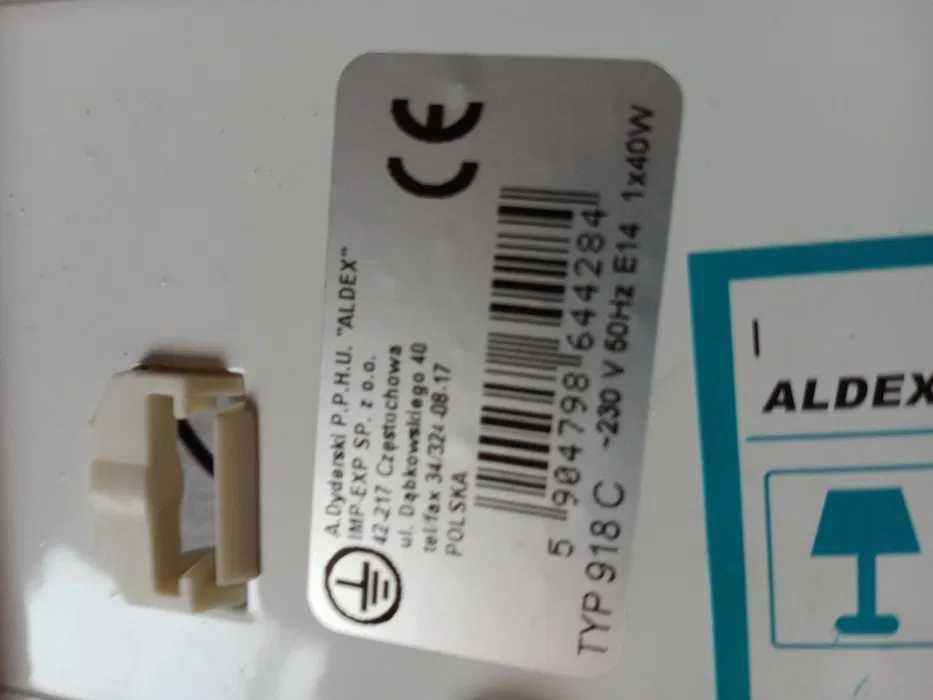 A.Dyderski P.P.H.U. "ALDEX"
IMP-EXP SP. z o.o.
42-217 Częstochowa
ul. Dąbkowskiego 40
tel.fax 34/324-08-17
POLSKA
CE
5 904798 644284
TYP 918 C ~230 V 50Hz E14 1x40W
ALDEX